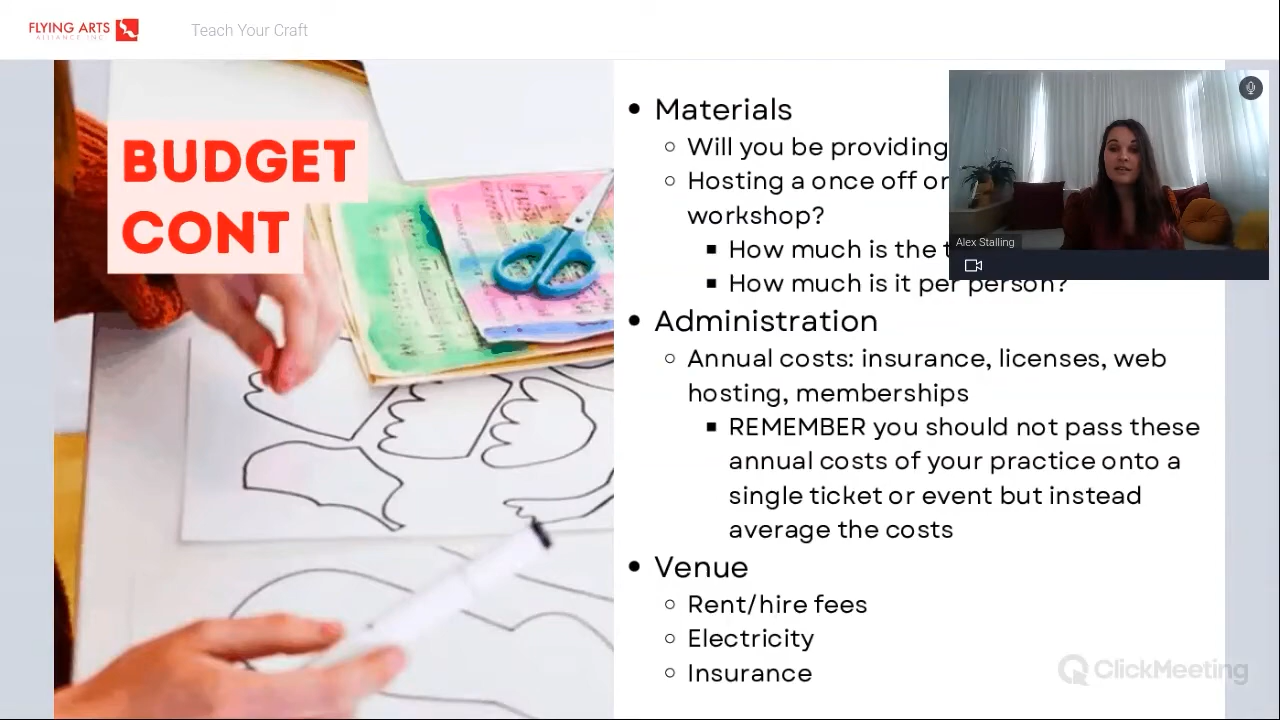 FLYING ARTS
ALLIANCE INC
Teach Your Craft
BUDGET
CONT
Materials
Will you be providing
Hosting a once off or
workshop?
How much is the
How much is it per person?
Administration
Annual costs: insurance, licenses, web
hosting, memberships
REMEMBER you should not pass these
annual costs of your practice onto a
single ticket or event but instead
average the costs
Venue
Rent/hire fees
Electricity
Insurance
Alex Stalling
ClickMeeting